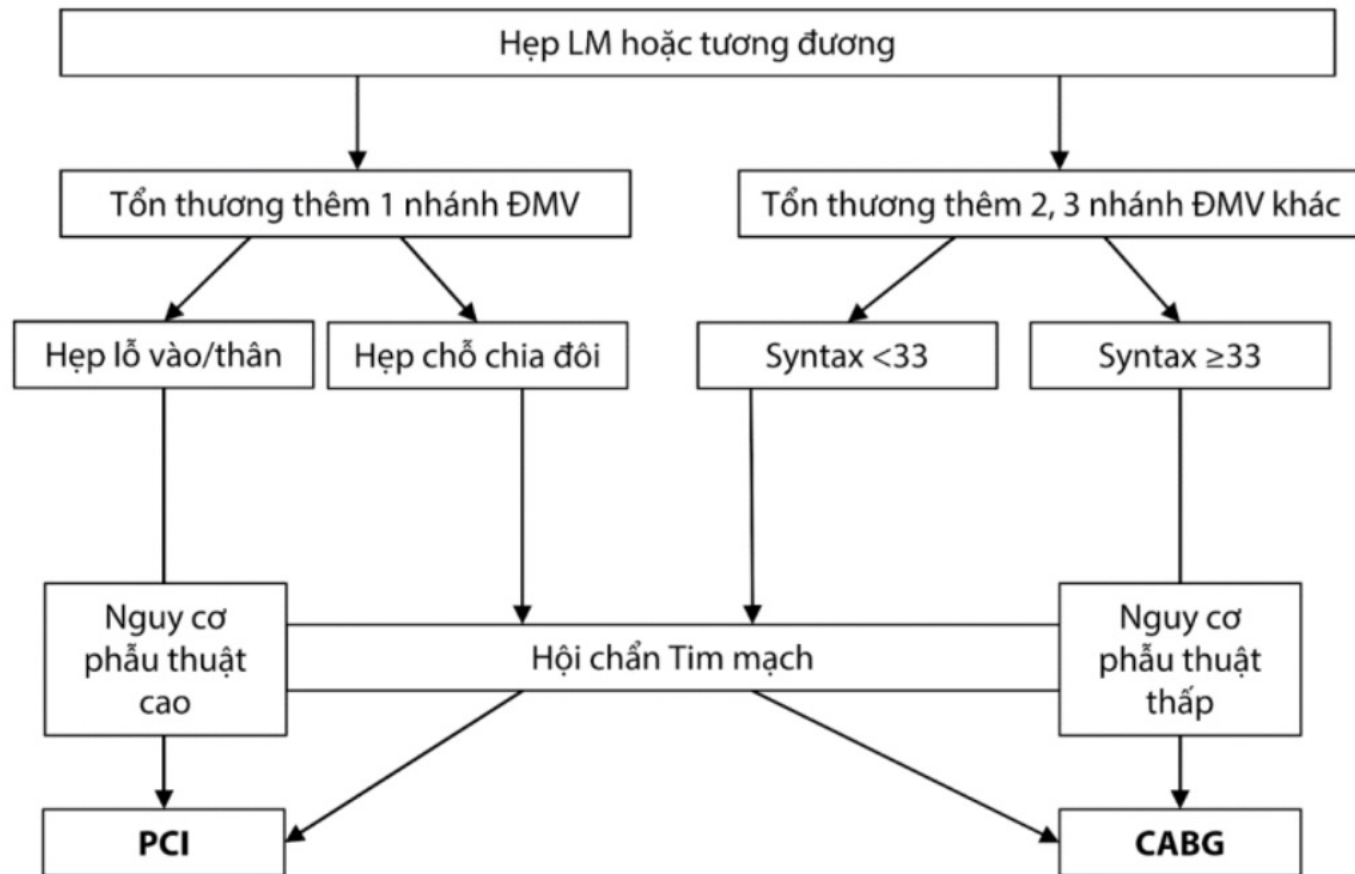 Hẹp LM hoặc tương đương
Tổn thương thêm 1 nhánh ĐMV
Tổn thương thêm 2, 3 nhánh ĐMV khác
Hẹp lỗ vào/thân
Hẹp chỗ chia đôi
Syntax <33
Syntax ≥33
Nguy cơ
phẫu thuật
cao
Hội chẩn Tim mạch
Nguy cơ
phẫu thuật
thấp
PCI
CABG